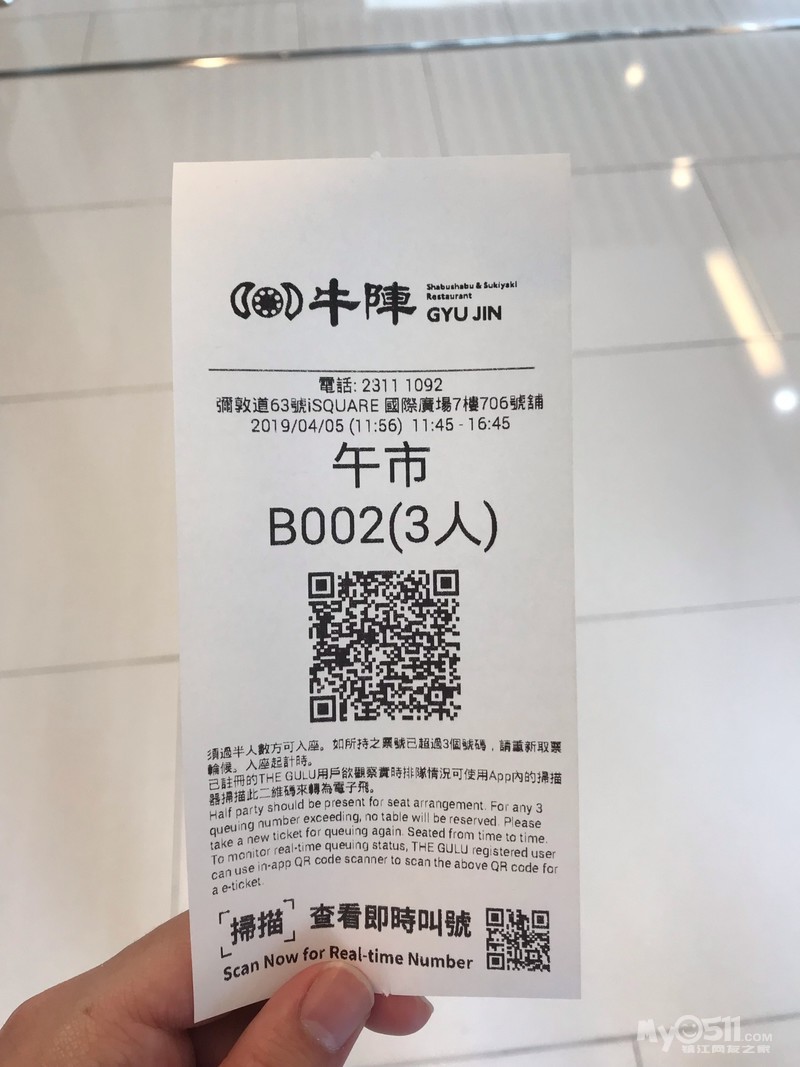 牛陣 Shabushabu & Sukiyaki
Restaurant
GYU JIN
電話: 2311 1092
彌敦道63號iSQUARE 國際廣場7樓706號舖
2019/04/05 (11:56) 11:45 - 16:45
午市
B002(3人)
須過半人數方可入座。如所持之票號已超過3個號碼，請重新取票
輪候。入座起計時。
已註冊的THE GULU用戶欲觀察實時排隊情況可使用App內的掃描
器掃描此二維碼來轉為電子飛。
Half party should be present for seat arrangement. For any 3
queuing number exceeding, no table will be reserved. Please
take a new ticket for queuing again. Seated from time to time.
To monitor real-time queuing status, THE GULU registered user
can use in-app QR code scanner to scan the above QR code for
a e-ticket.
掃描 查看即時叫號
Scan Now for Real-time Number
My0511.COM
镇江网友之家